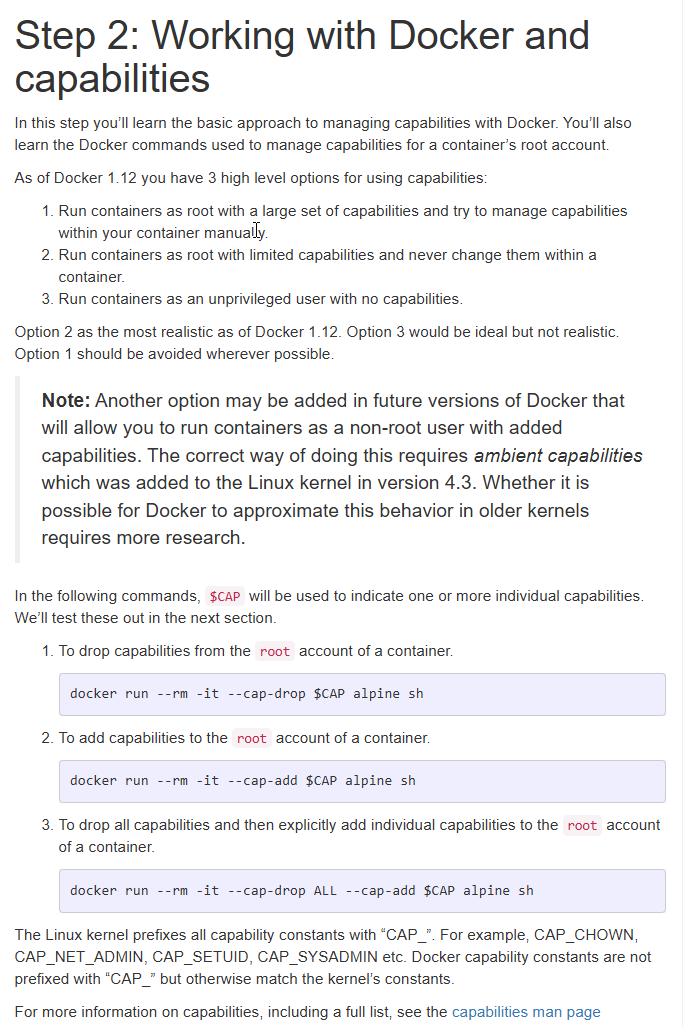 Step 2: Working with Docker and
capabilities
In this step you’ll learn the basic approach to managing capabilities with Docker. You’ll also
learn the Docker commands used to manage capabilities for a container’s root account.
As of Docker 1.12 you have 3 high level options for using capabilities:
1. Run containers as root with a large set of capabilities and try to manage capabilities
within your container manually.
2. Run containers as root with limited capabilities and never change them within a
container.
3. Run containers as an unprivileged user with no capabilities.
Option 2 as the most realistic as of Docker 1.12. Option 3 would be ideal but not realistic.
Option 1 should be avoided wherever possible.
Note: Another option may be added in future versions of Docker that
will allow you to run containers as a non-root user with added
capabilities. The correct way of doing this requires ambient capabilities
which was added to the Linux kernel in version 4.3. Whether it is
possible for Docker to approximate this behavior in older kernels
requires more research.
In the following commands, $CAP will be used to indicate one or more individual capabilities.
We’ll test these out in the next section.
1. To drop capabilities from the root account of a container.
docker run --rm -it --cap-drop $CAP alpine sh
2. To add capabilities to the root account of a container.
docker run --rm -it --cap-add $CAP alpine sh
3. To drop all capabilities and then explicitly add individual capabilities to the root account
of a container.
docker run --rm -it --cap-drop ALL --cap-add $CAP alpine sh
The Linux kernel prefixes all capability constants with “CAP_”. For example, CAP_CHOWN,
CAP_NET_ADMIN, CAP_SETUID, CAP_SYSADMIN etc. Docker capability constants are not
prefixed with “CAP_” but otherwise match the kernel’s constants.
For more information on capabilities, including a full list, see the capabilities man page